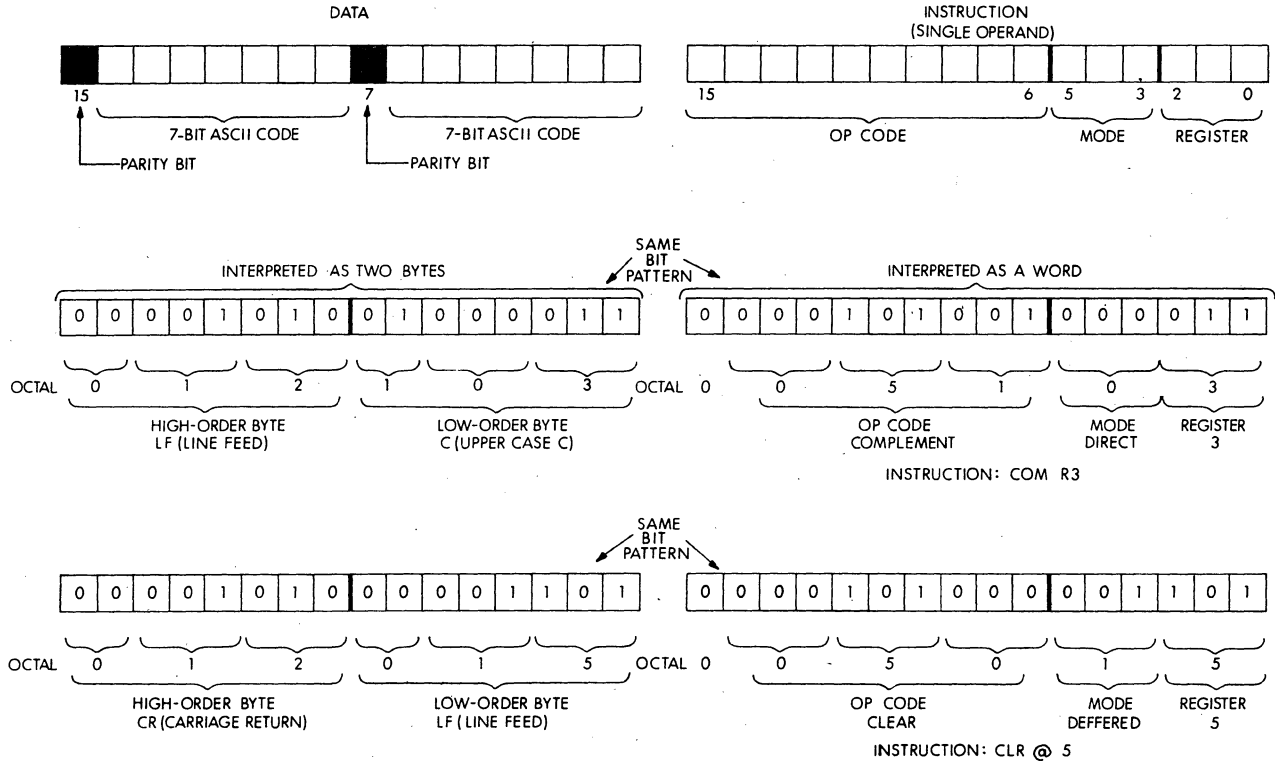 DATA
15 7
7-BIT ASCII CODE 7-BIT ASCII CODE
PARITY BIT PARITY BIT
INSTRUCTION
(SINGLE OPERAND)
15 6 5 3 2 0
OP CODE MODE REGISTER
SAME
BIT
PATTERN
INTERPRETED AS TWO BYTES
0 0 0 0 1 0 1 0 0 1 0 0 0 0 1 1
OCTAL 0 1 2 1 0 3
HIGH-ORDER BYTE
LF (LINE FEED)
LOW-ORDER BYTE
C (UPPER CASE C)
INTERPRETED AS A WORD
0 0 0 0 1 0 1 0 0 1 0 0 0 0 1 1
OCTAL 0 0 5 1 0 3
OP CODE
COMPLEMENT
MODE
DIRECT
REGISTER
3
INSTRUCTION: COM R3
SAME
BIT
PATTERN
0 0 0 0 1 0 1 0 0 0 0 0 1 1 0 1
OCTAL 0 1 2 0 1 5
HIGH-ORDER BYTE
CR (CARRIAGE RETURN)
LOW-ORDER BYTE
LF (LINE FEED)
0 0 0 0 1 0 1 0 0 0 0 0 1 1 0 1
OCTAL 0 0 5 0 1 5
OP CODE
CLEAR
MODE
DEFFERED
REGISTER
5
INSTRUCTION: CLR @ 5